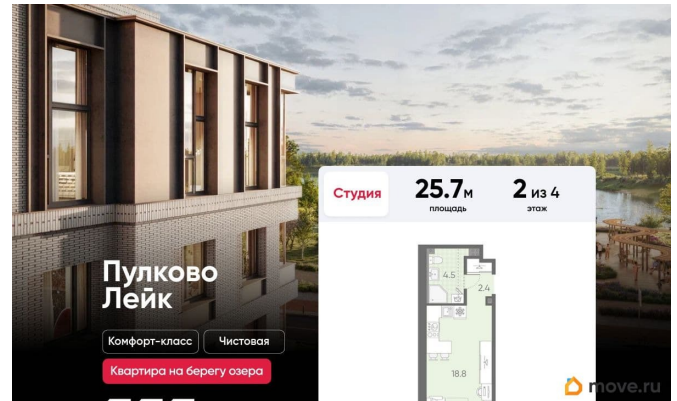 Студия
25.7м
площадь
2 из 4
этаж
Пулково
Лейк
Комфорт-класс
Чистовая
Квартира на берегу озера
4.5
2.4
18.8
move.ru